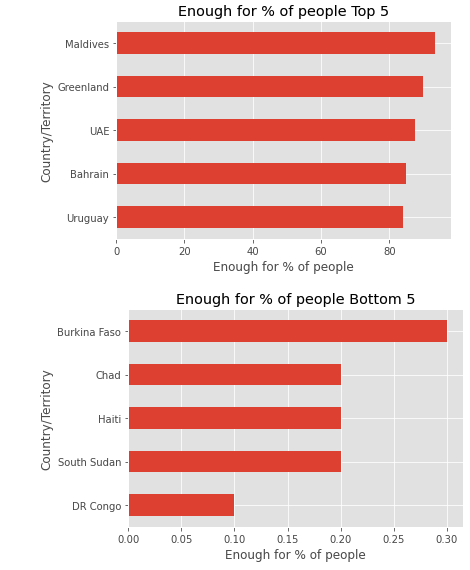 Enough for % of people Top 5
Country/Territory
Maldives
Greenland
UAE
Bahrain
Uruguay
0 20 40 60 80
Enough for % of people
Enough for % of people Bottom 5
Country/Territory
Burkina Faso
Chad
Haiti
South Sudan
DR Congo
0.00 0.05 0.10 0.15 0.20 0.25 0.30
Enough for % of people